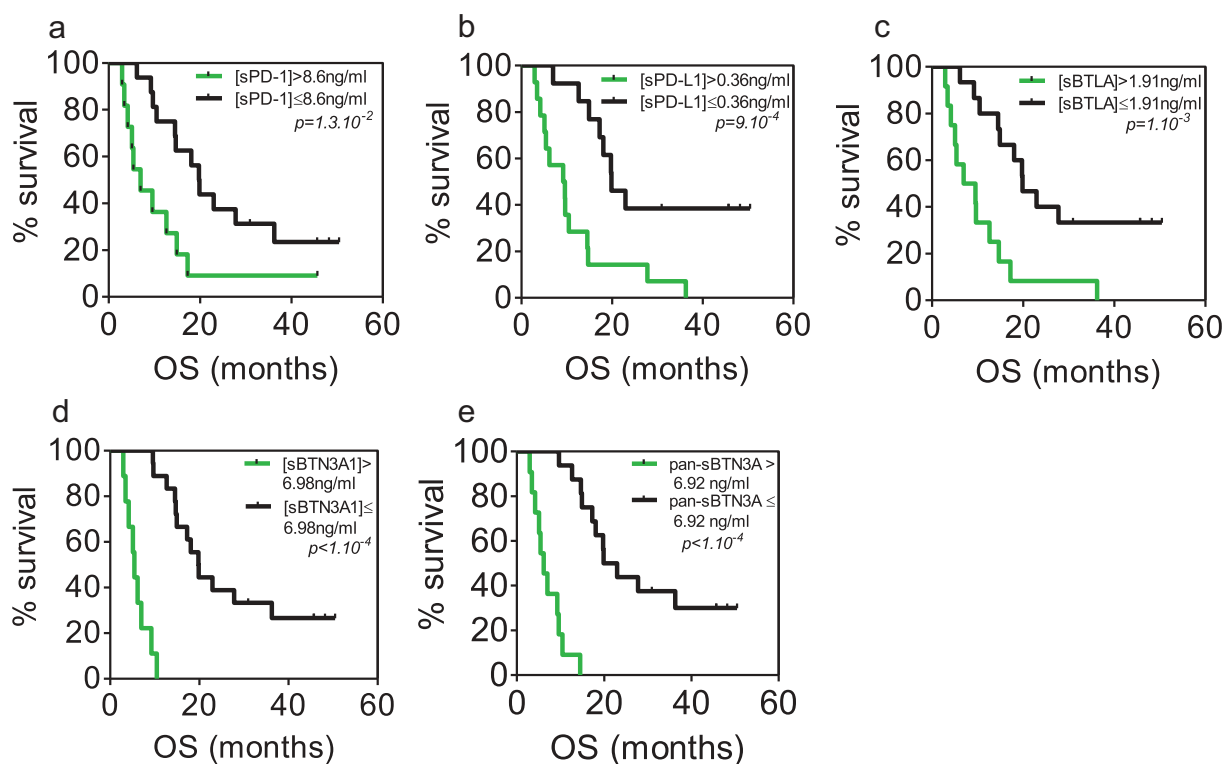 a
100
80
60
40
20
0
% survival
[sPD-1]>8.6ng/ml
[sPD-1]≤8.6ng/ml
p=1.3.10⁻²
0 20 40 60
OS (months)
b
100
80
60
40
20
0
% survival
[sPD-L1]>0.36ng/ml
[sPD-L1]≤0.36ng/ml
p=9.10⁻⁴
0 20 40 60
OS (months)
c
100
80
60
40
20
0
% survival
[sBTLA]>1.91ng/ml
[sBTLA]≤1.91ng/ml
p=1.10⁻³
0 20 40 60
OS (months)
d
100
80
60
40
20
0
% survival
[sBTN3A1]>
6.98ng/ml
[sBTN3A1]≤
6.98ng/ml
p<1.10⁻⁴
0 20 40 60
OS (months)
e
100
80
60
40
20
0
% survival
pan-sBTN3A >
6.92 ng/ml
pan-sBTN3A ≤
6.92 ng/ml
p<1.10⁻⁴
0 20 40 60
OS (months)